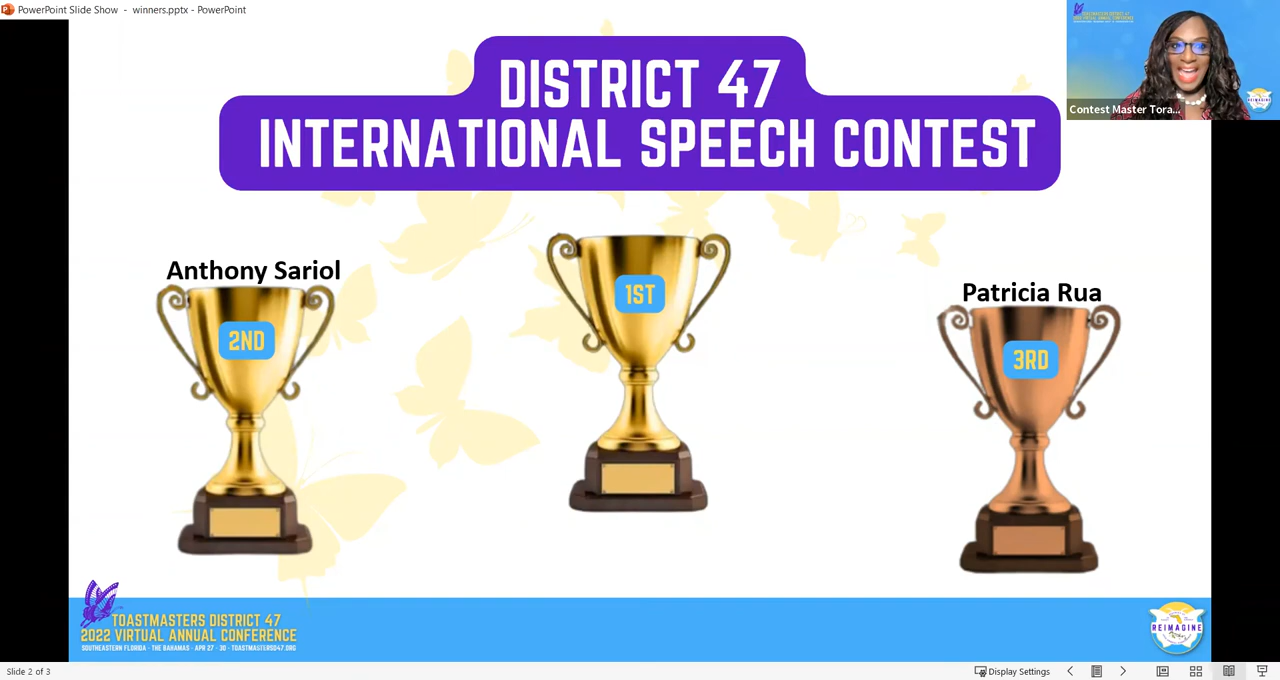 PowerPoint Slide Show - winners.pptx - PowerPoint
Contest Master Tora...
DISTRICT 47
INTERNATIONAL SPEECH CONTEST
Anthony Sariol
2ND
1ST
Patricia Rua
3RD
TOASTMASTERS DISTRICT 47
2022 VIRTUAL ANNUAL CONFERENCE
SOUTHEASTERN FLORIDA - THE BAHAMAS - APR 27 - 30 - TOASTMASTERSD47.ORG
REIMAGINE
Slide 2 of 3
Display Settings